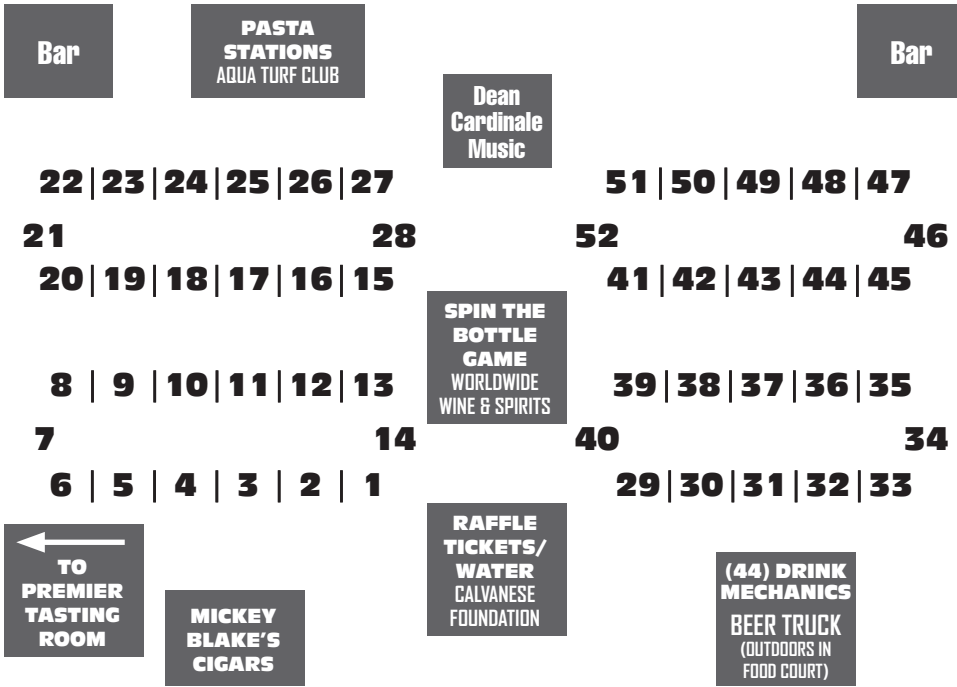 Bar
PASTA
STATIONS
AQUA TURF CLUB
Bar
Dean
Cardinale
Music
22|23|24|25|26|27
51|50|49|48|47
21
28
52
46
20|19|18|17|16|15
41|42|43|44|45
SPIN THE
BOTTLE
GAME
WORLDWIDE
WINE & SPIRITS
8 | 9 |10|11|12|13
39|38|37|36|35
7
14
40
34
6 | 5 | 4 | 3 | 2 | 1
29|30|31|32|33
TO
PREMIER
TASTING
ROOM
MICKEY
BLAKE'S
CIGARS
RAFFLE
TICKETS/
WATER
CALVANESE
FOUNDATION
(44) DRINK
MECHANICS
BEER TRUCK
(OUTDOORS IN
FOOD COURT)